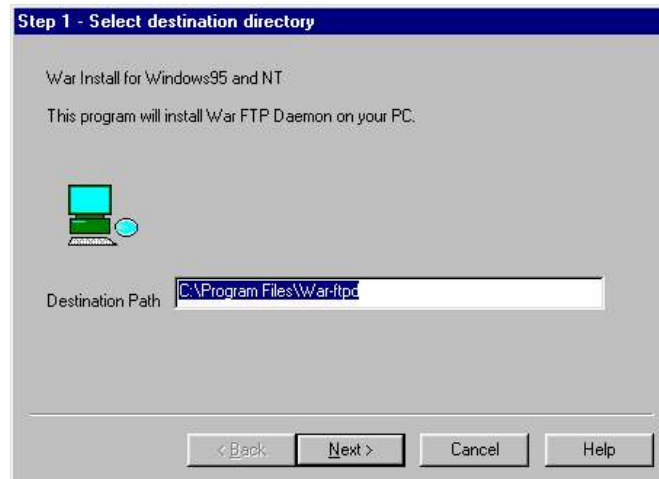 Step 1 - Select destination directory
War Install for Windows95 and NT
This program will install War FTP Daemon on your PC.
Destination Path C:\Program Files\War-ftpd
< Back Next > Cancel Help